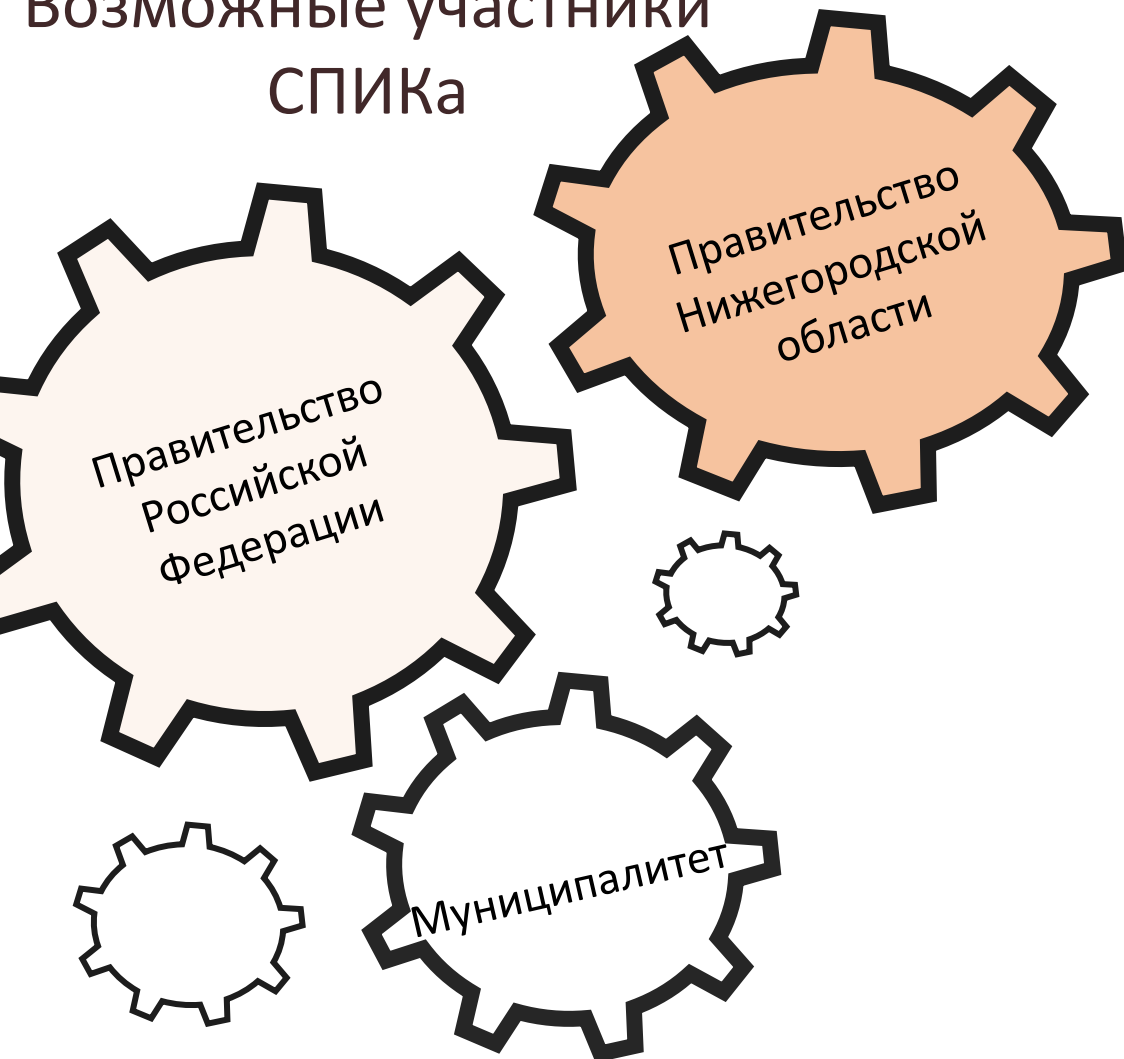 Возможные участники
СПИКа
Правительство
Нижегородской
области
Правительство
Российской
Федерации
Муниципалитет